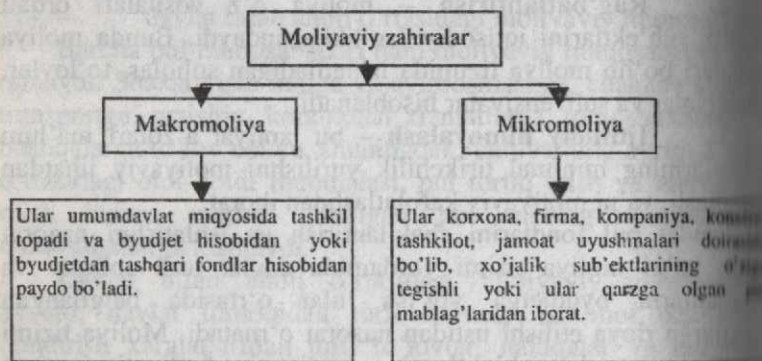 Moliyaviy zahiralar
Makromoliya
Mikromoliya
Ular umumdavlat miqyosida tashkil
topadi va byudjet hisobidan yoki
byudjetdan tashqari fondlar hisobidan
paydo bo'ladi.
Ular korxona, firma, kompaniya,
tashkilot, jamoat uyushmalari
bo'lib, xo'jalik sub'ektlarining
tegishli yoki ular qarzga olgan
mablag'laridan iborat.